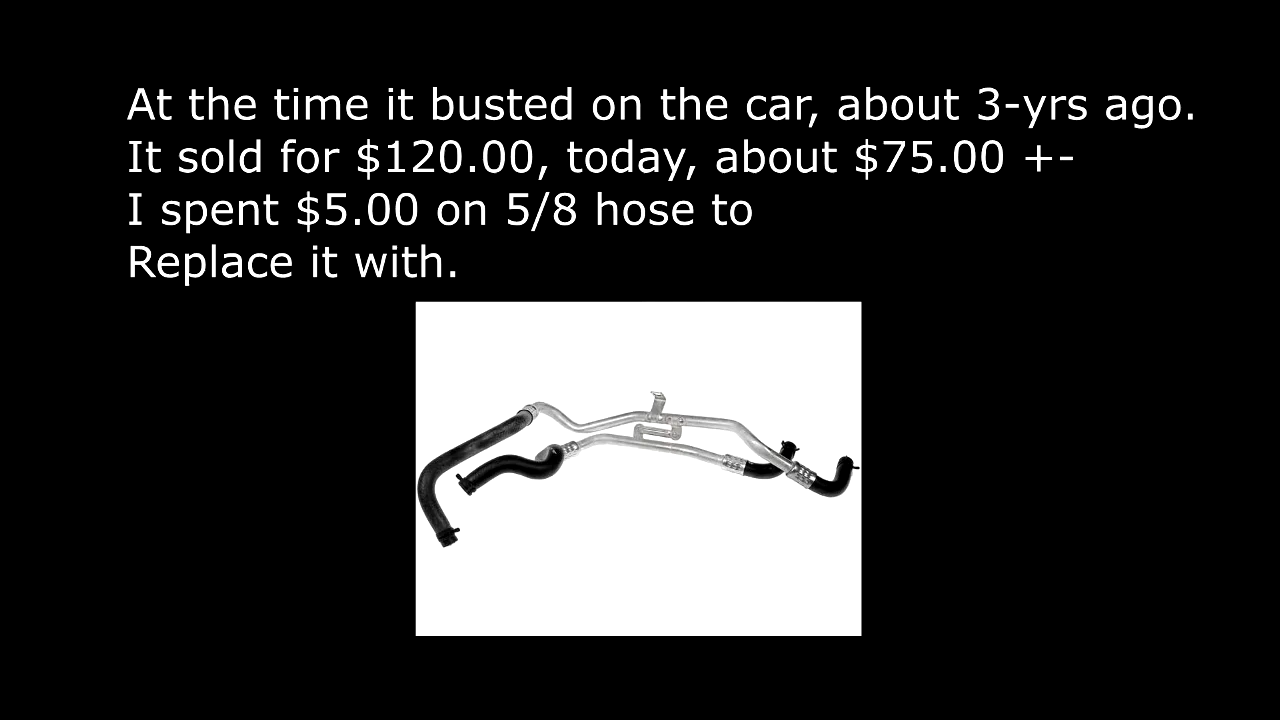 At the time it busted on the car, about 3-yrs ago.
It sold for $120.00, today, about $75.00 +-
I spent $5.00 on 5/8 hose to
Replace it with.